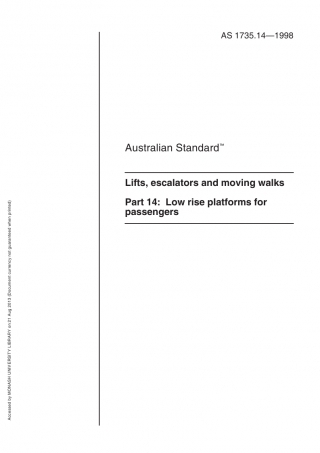 AS 1735.14—1998
Australian Standard™
Lifts, escalators and moving walks
Part 14: Low rise platforms for
passengers
Accessed by MONASH UNIVERSITY LIBRARY on 21 Aug 2013 (Document currency not guaranteed when printed)